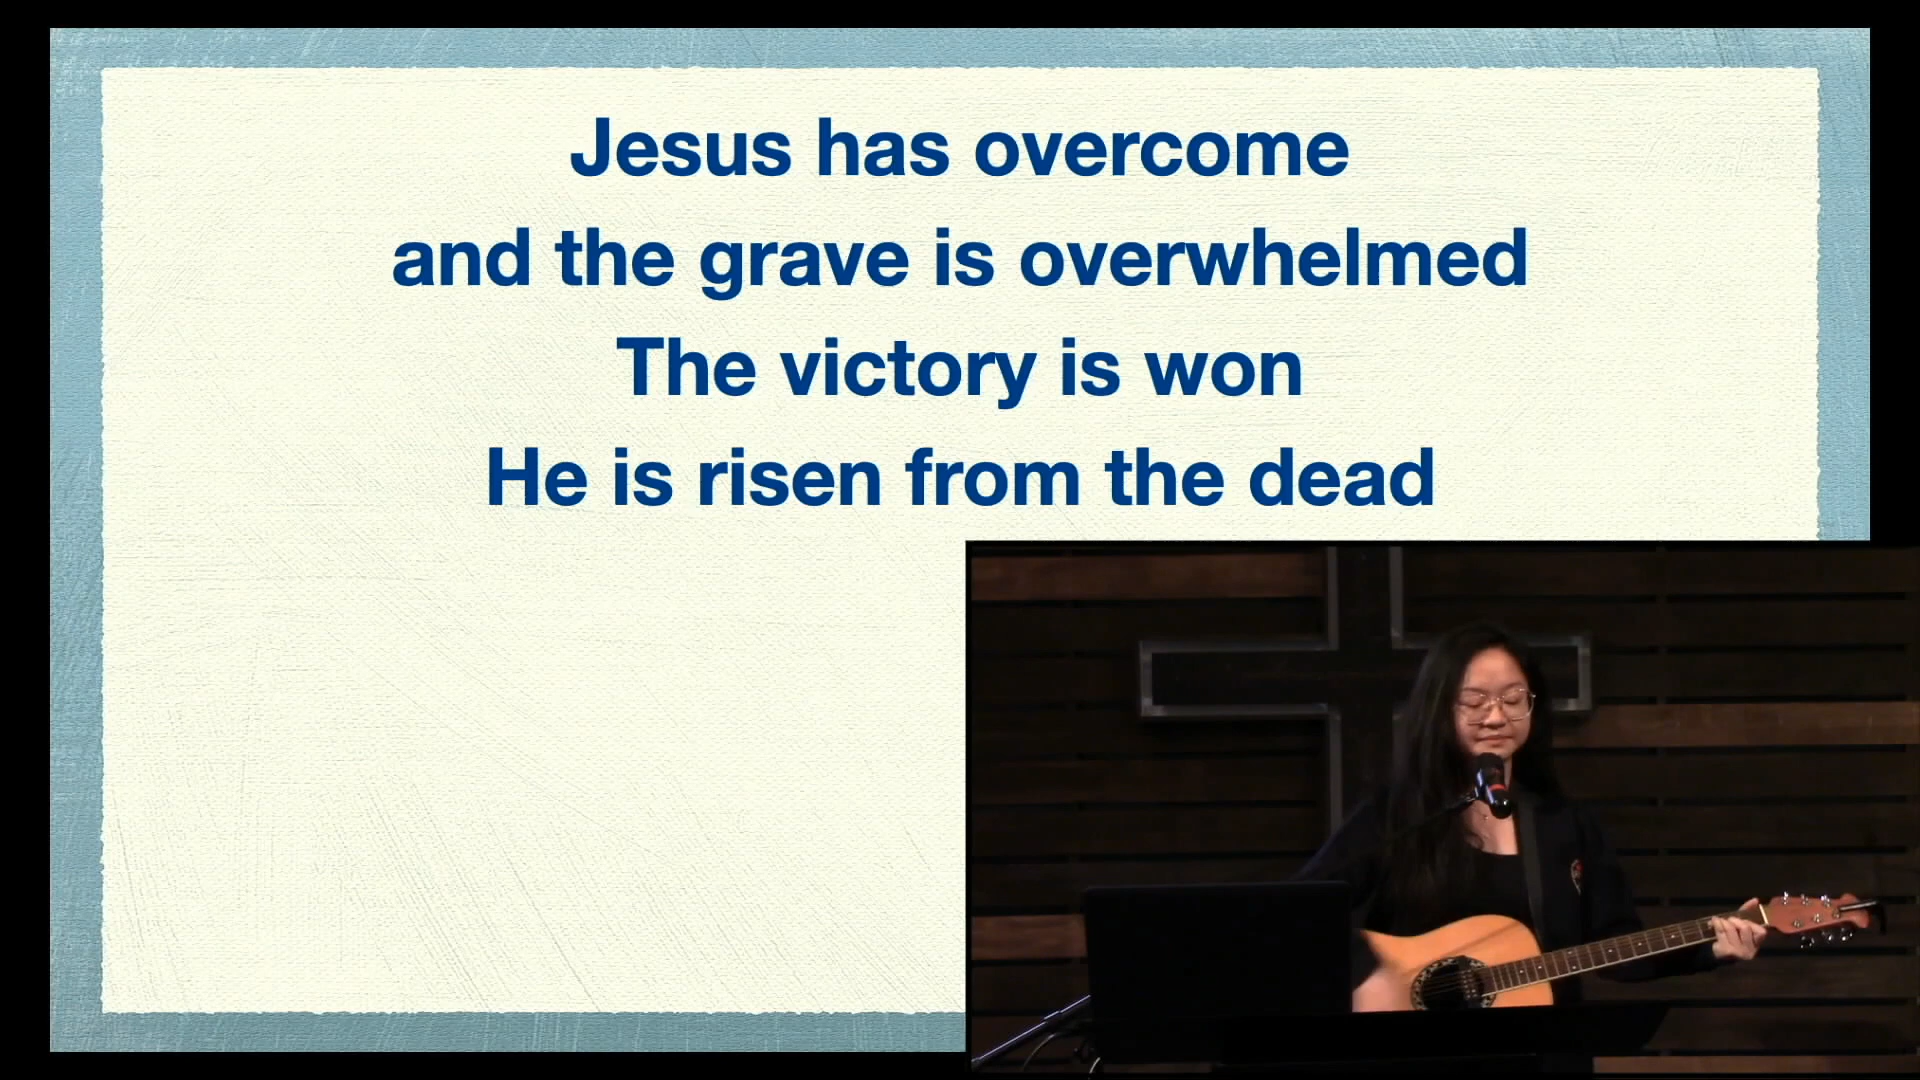 Jesus has overcome
and the grave is overwhelmed
The victory is won
He is risen from the dead